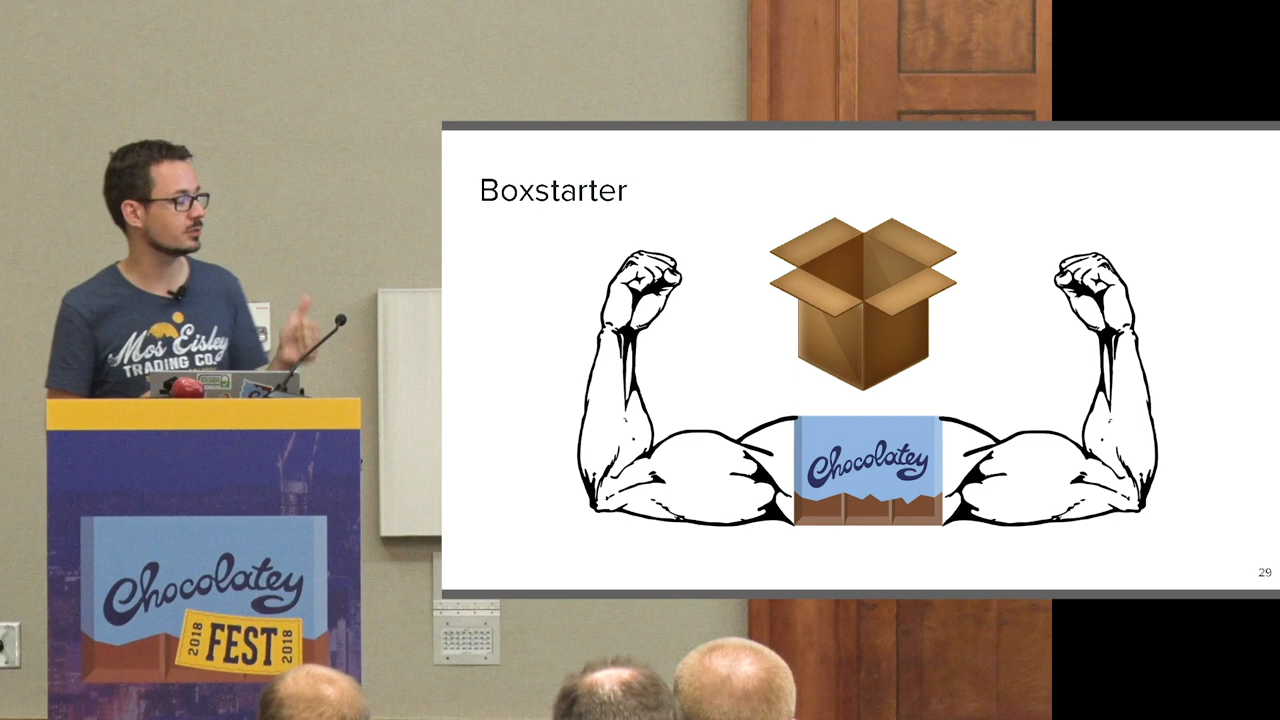 Boxstarter
Chocolatey
29
Mos Eisley
TRADING CO.
Chocolatey
2018 FEST 2018